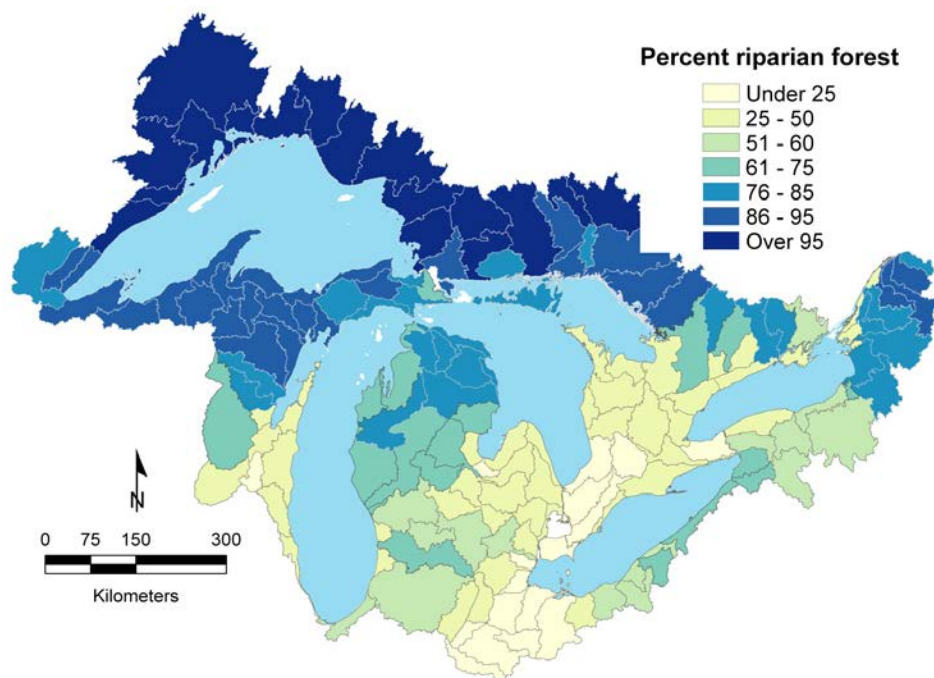 Percent riparian forest
Under 25
25 - 50
51 - 60
61 - 75
76 - 85
86 - 95
Over 95
N
0 75 150 300
Kilometers